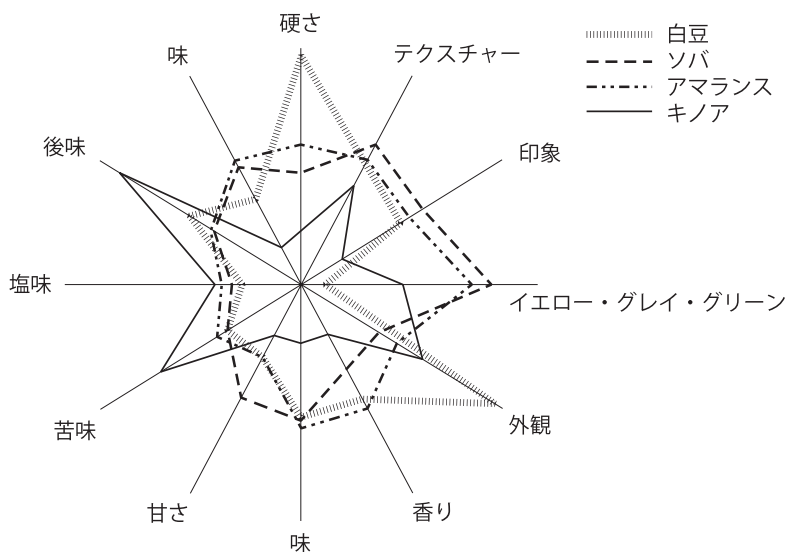 硬さ
テクスチャー
印象
イエロー・グレイ・グリーン
外観
香り
味
甘さ
苦味
塩味
後味
味
白豆
ソバ
アマランス
キノア